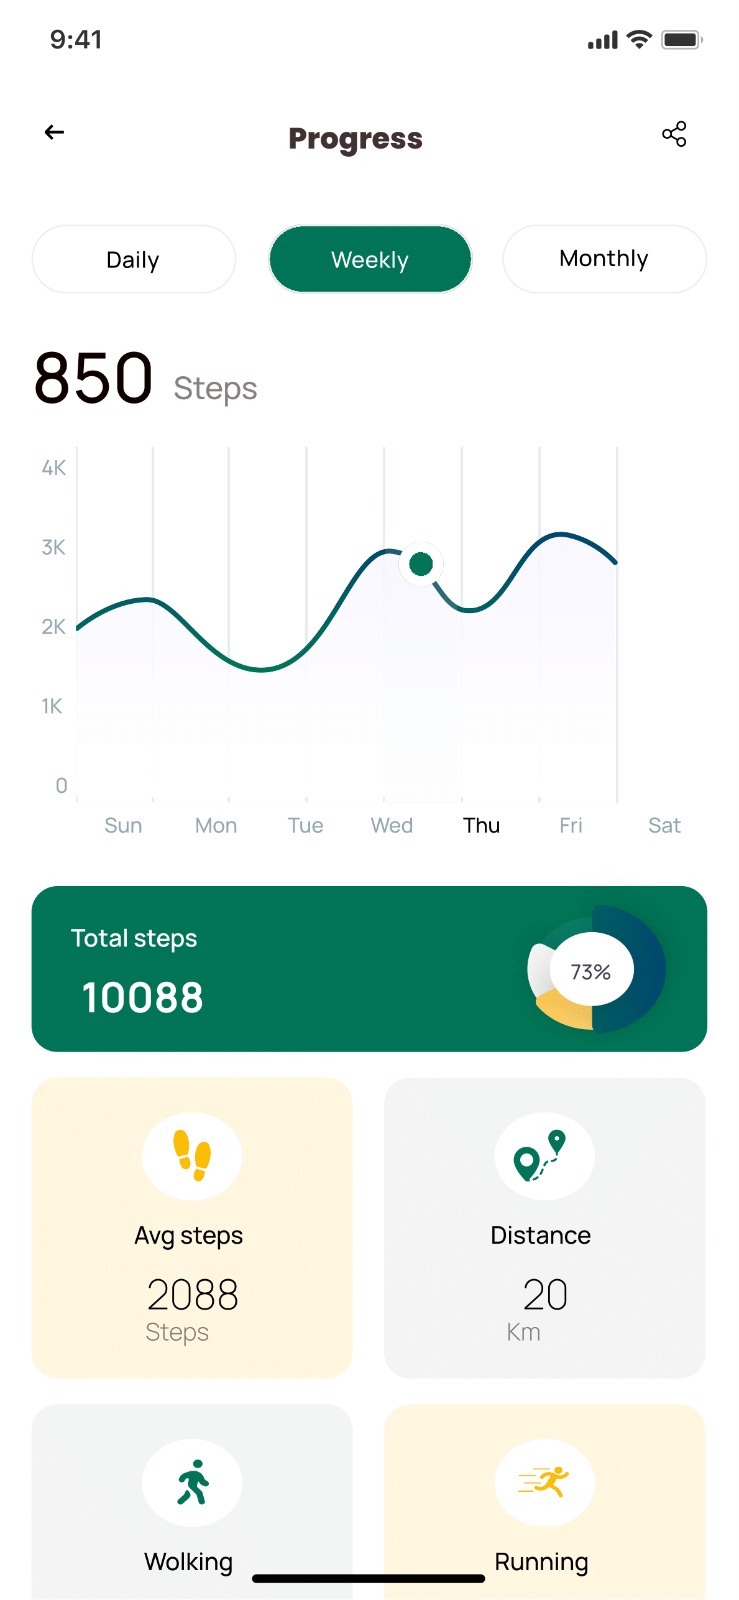 9:41
Progress
Daily Weekly Monthly
850 Steps
4K
3K
2K
1K
0
Sun Mon Tue Wed Thu Fri Sat
Total steps
10088
73%
Avg steps
2088
Steps
Distance
20
Km
Wolking
Running